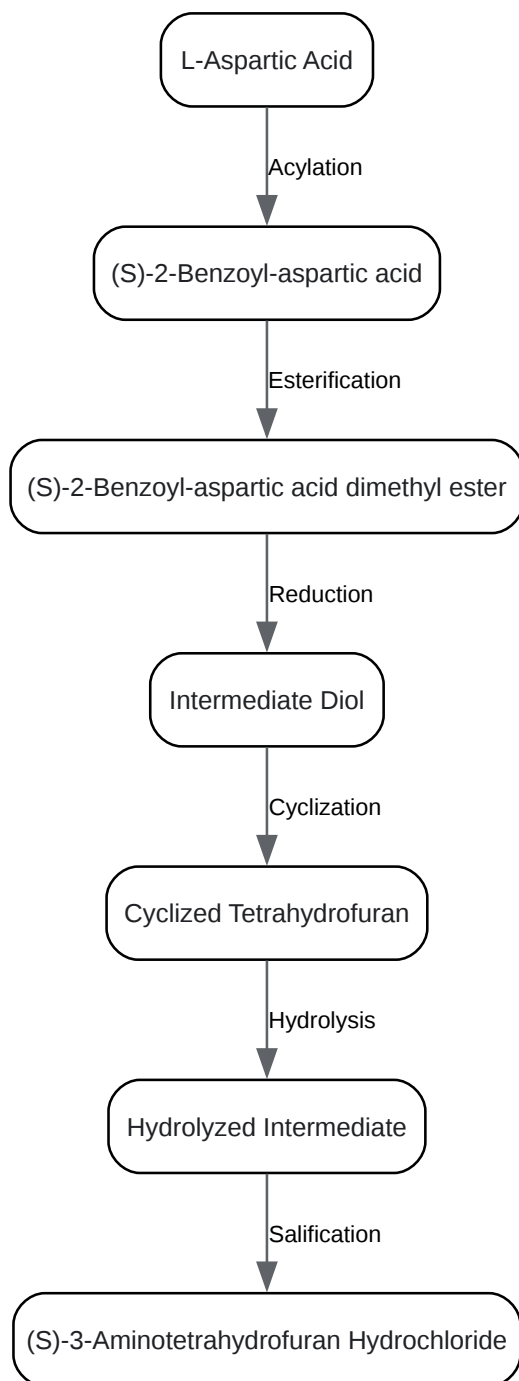 L-Aspartic Acid
Acylation
(S)-2-Benzoyl-aspartic acid
Esterification
(S)-2-Benzoyl-aspartic acid dimethyl ester
Reduction
Intermediate Diol
Cyclization
Cyclized Tetrahydrofuran
Hydrolysis
Hydrolyzed Intermediate
Salification
(S)-3-Aminotetrahydrofuran Hydrochloride